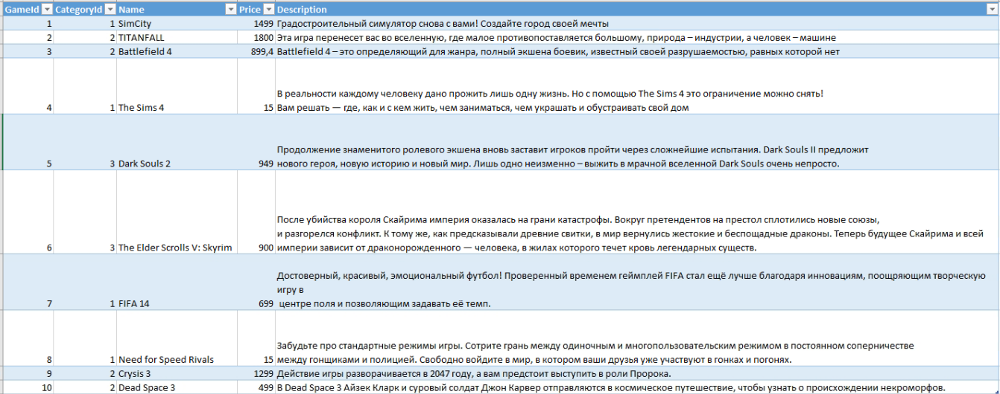 GameId CategoryId Name Price Description
1 1 SimCity 1499 Градостроительный симулятор снова с вами! Создайте город своей мечты
2 2 TITANFALL 1800 Эта игра перенесет вас во вселенную, где малое противопоставляется большому, природа – индустрии, а человек – машине
3 2 Battlefield 4 899,4 Battlefield 4 – это определяющий для жанра, полный экшена боевик, известный своей разрушаемостью, равных которой нет
В реальности каждому человеку дано прожить лишь одну жизнь. Но с помощью The Sims 4 это ограничение можно снять!
4 1 The Sims 4 15 Вам решать — где, как и с кем жить, чем заниматься, чем украшать и обустраивать свой дом
Продолжение знаменитого ролевого экшена вновь заставит игроков пройти через сложнейшие испытания. Dark Souls II предложит
5 3 Dark Souls 2 949 нового героя, новую историю и новый мир. Лишь одно неизменно – выжить в мрачной вселенной Dark Souls очень непросто.
После убийства короля Скайрима империя оказалась на грани катастрофы. Вокруг претендентов на престол сплотились новые союзы,
и разгорелся конфликт. К тому же, как предсказывали древние свитки, в мир вернулись жестокие и беспощадные драконы. Теперь будущее Скайрима и всей
6 3 The Elder Scrolls V: Skyrim 900 империи зависит от драконорожденного — человека, в жилах которого течет кровь легендарных существ.
Достоверный, красивый, эмоциональный футбол! Проверенный временем геймплей FIFA стал ещё лучше благодаря инновациям, поощряющим творческую
игру в
7 1 FIFA 14 699 центре поля и позволяющим задавать её темп.
Забудьте про стандартные режимы игры. Сотрите грань между одиночным и многопользовательским режимом в постоянном соперничестве
8 1 Need for Speed Rivals 15 между гонщиками и полицией. Свободно войдите в мир, в котором ваши друзья уже участвуют в гонках и погонях.
9 2 Crysis 3 1299 Действие игры разворачивается в 2047 году, а вам предстоит выступить в роли Пророка.
10 2 Dead Space 3 499 В Dead Space 3 Айзек Кларк и суровый солдат Джон Карвер отправляются в космическое путешествие, чтобы узнать о происхождении некроморфов.